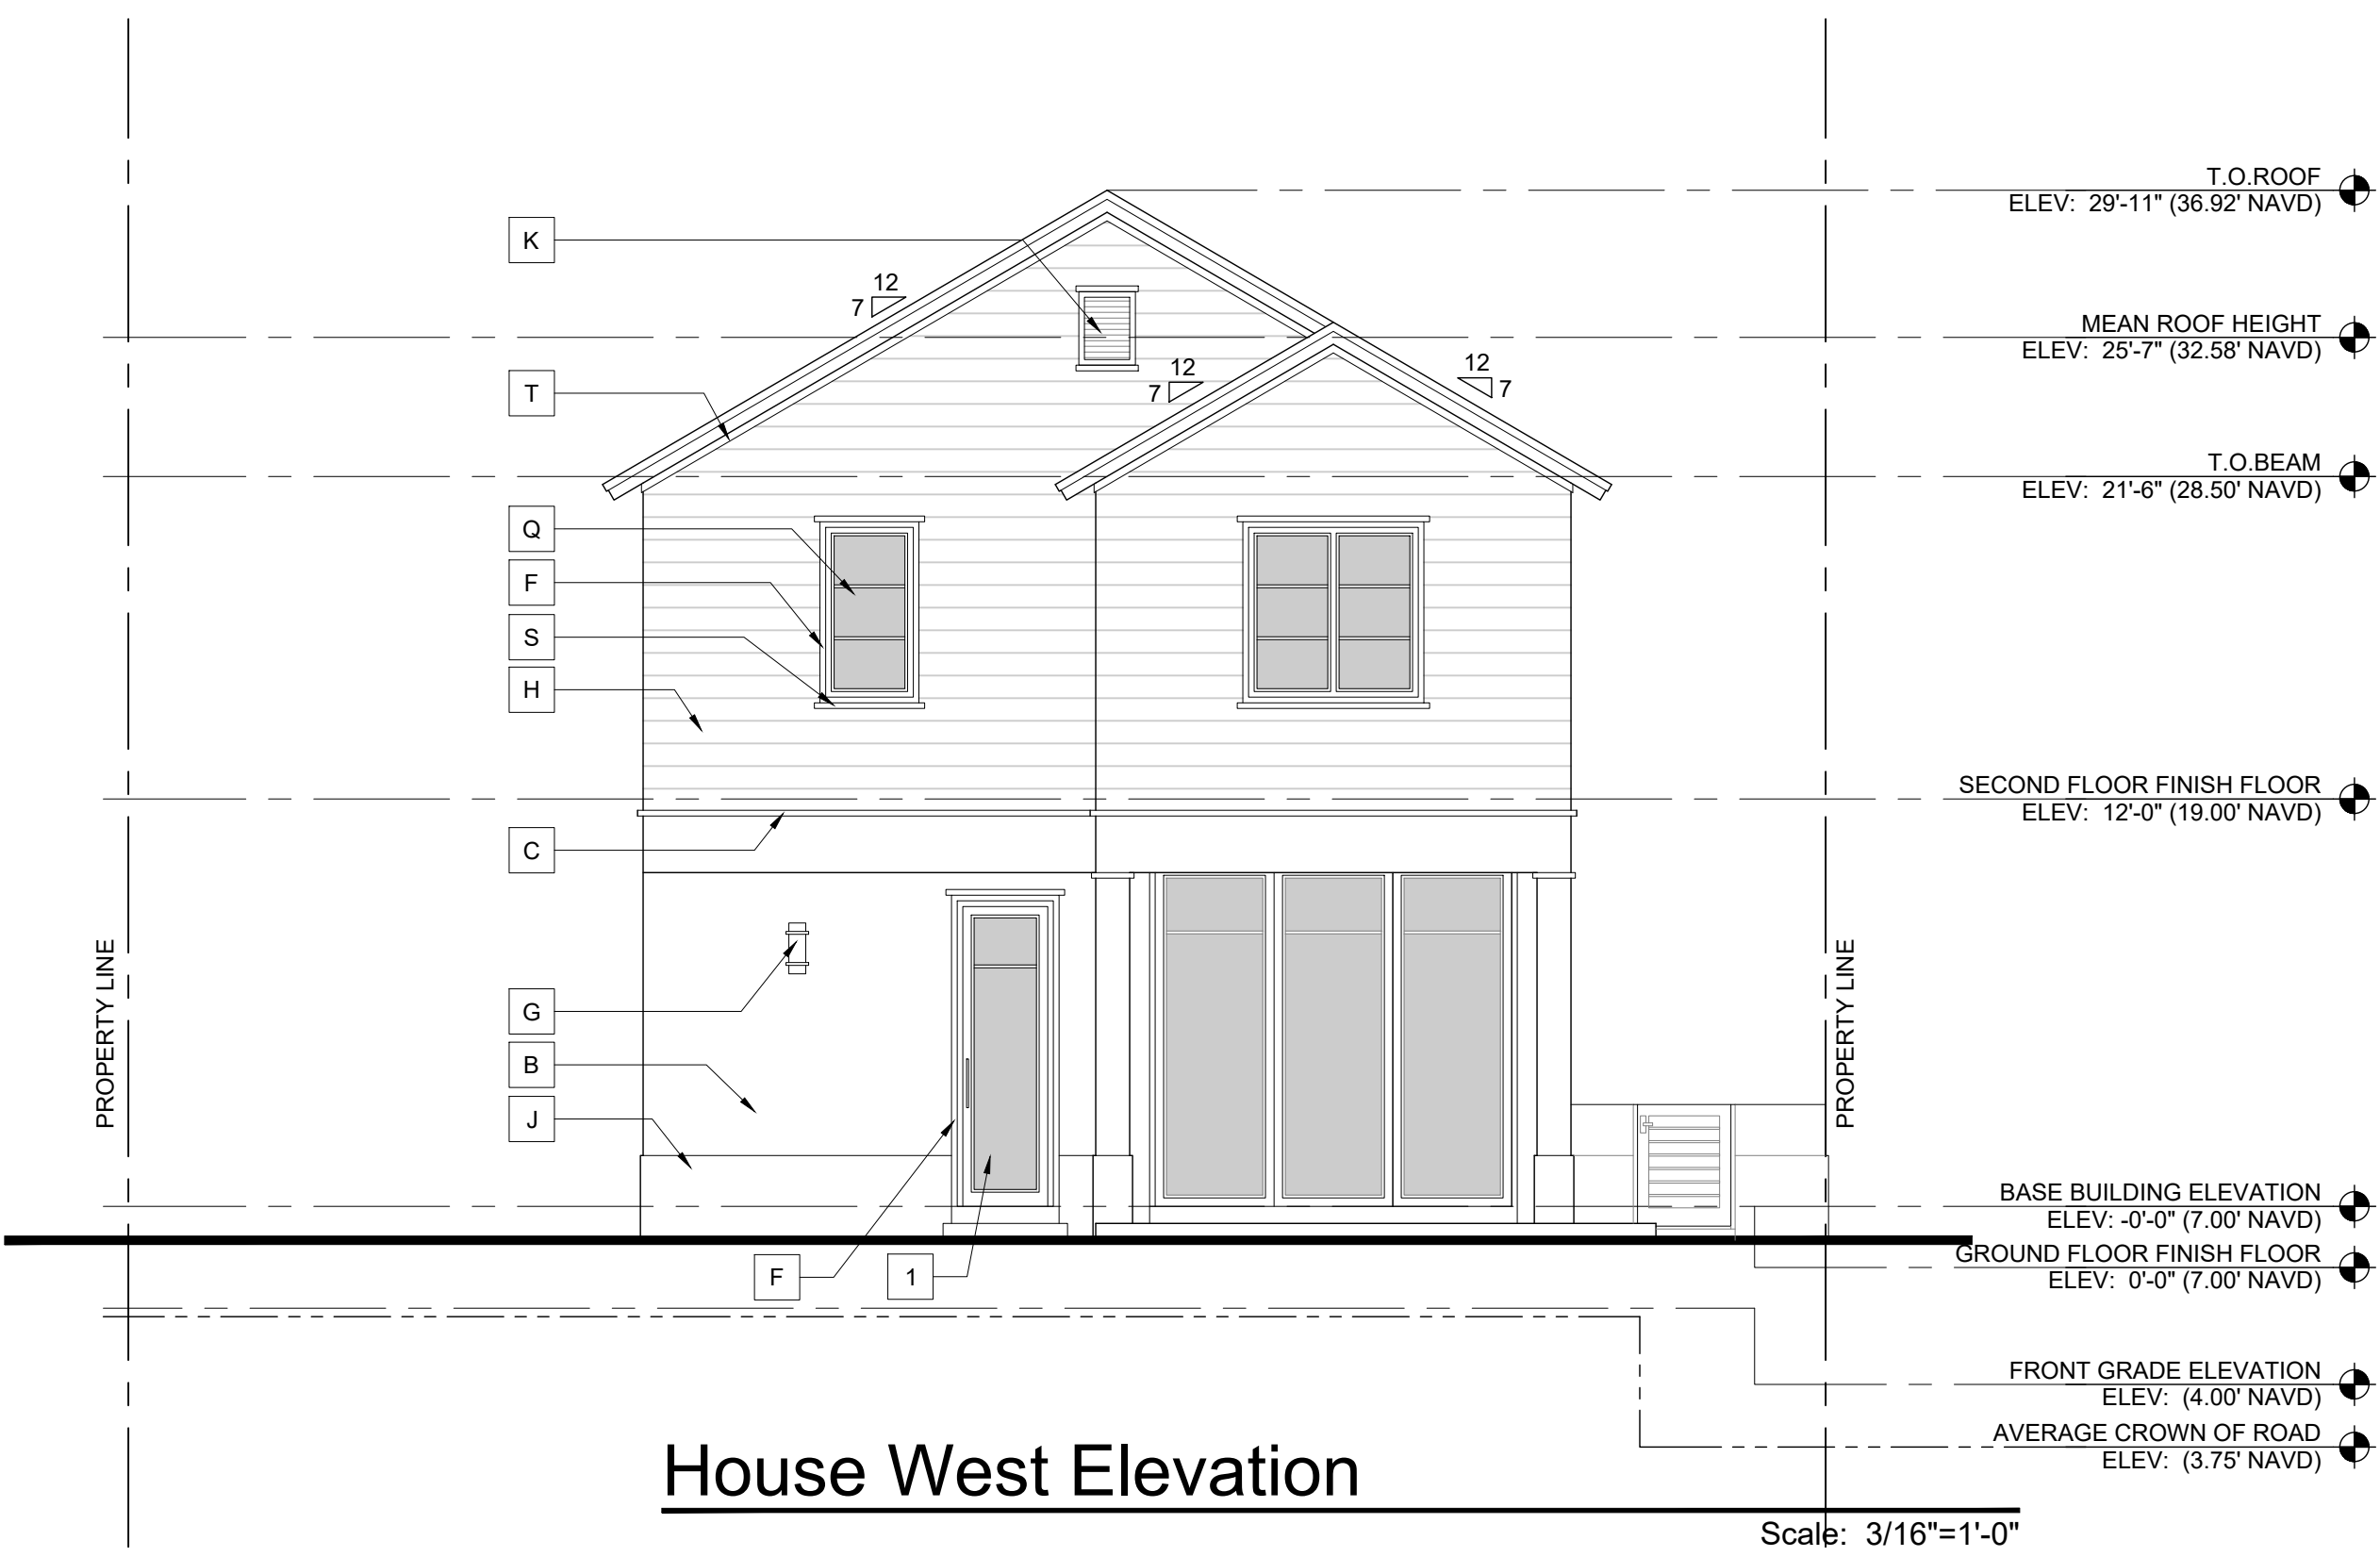 T.O.ROOF
ELEV: 29'-11" (36.92' NAVD)
K
12
7
MEAN ROOF HEIGHT
ELEV: 25'-7" (32.58' NAVD)
12
7
12
7
T
T.O.BEAM
ELEV: 21'-6" (28.50' NAVD)
Q
F
S
H
SECOND FLOOR FINISH FLOOR
ELEV: 12'-0" (19.00' NAVD)
C
G
B
J
PROPERTY LINE
PROPERTY LINE
BASE BUILDING ELEVATION
ELEV: -0'-0" (7.00' NAVD)
GROUND FLOOR FINISH FLOOR
ELEV: 0'-0" (7.00' NAVD)
F
1
FRONT GRADE ELEVATION
ELEV: (4.00' NAVD)
AVERAGE CROWN OF ROAD
ELEV: (3.75' NAVD)
House West Elevation
Scale: 3/16"=1'-0"